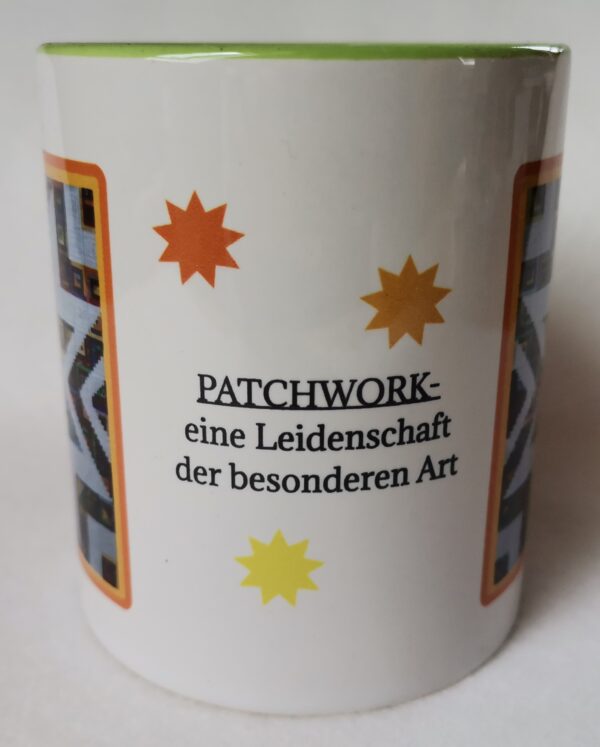 PATCHWORK-
eine Leidenschaft
der besonderen Art